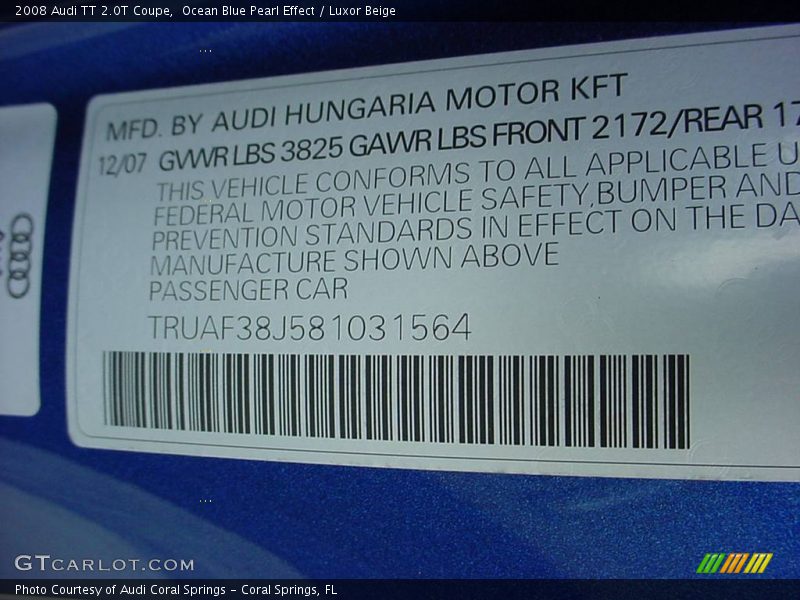 2008 Audi TT 2.0T Coupe,  Ocean Blue Pearl Effect / Luxor Beige
MFD. BY AUDI HUNGARIA MOTOR KFT
12/07 GVWR LBS 3825 GAWR LBS FRONT 2172/REAR 17
THIS VEHICLE CONFORMS TO ALL APPLICABLE U
FEDERAL MOTOR VEHICLE SAFETY,BUMPER AND
PREVENTION STANDARDS IN EFFECT ON THE DA
MANUFACTURE SHOWN ABOVE
PASSENGER CAR
TRUAF38J581031564
GTCARLOT.COM
Photo Courtesy of Audi Coral Springs - Coral Springs, FL